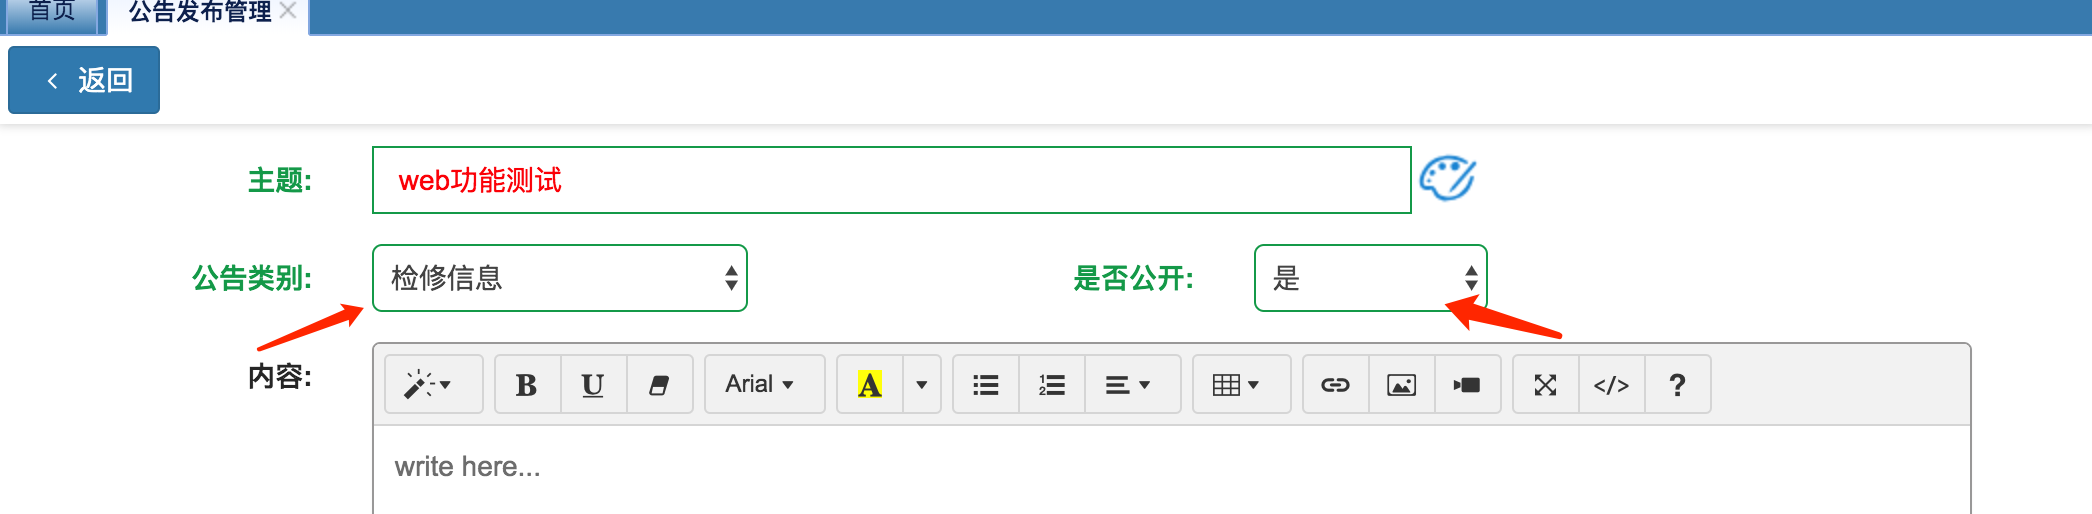 首页 公告发布管理
返回
主题: web功能测试
公告类别: 检修信息 是否公开: 是
内容: B U Arial A </> ?
write here...